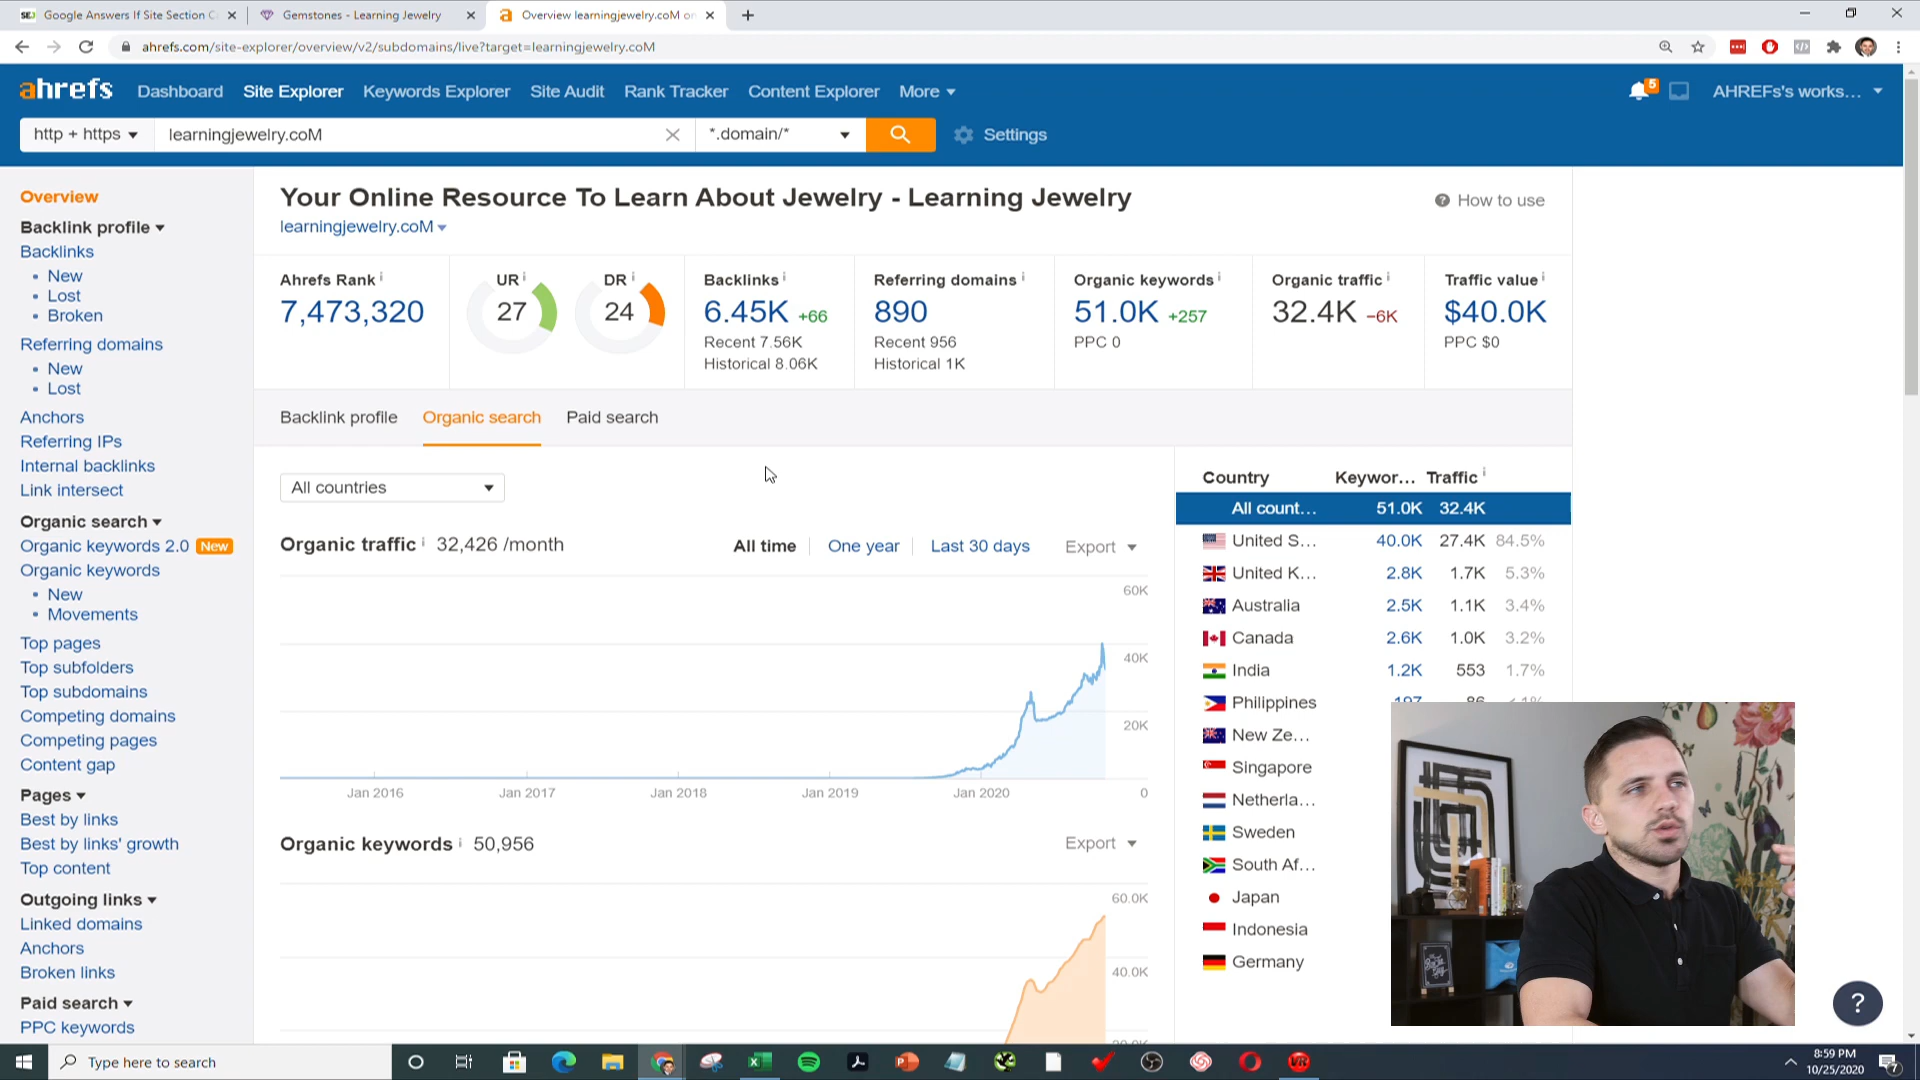 Google Answers If Site Section C
Gemstones - Learning Jewelry
Overview learningjewelry.coM on
ahrefs.com/site-explorer/overview/v2/subdomains/live?target=learningjewelry.coM
ahrefs
Dashboard
Site Explorer
Keywords Explorer
Site Audit
Rank Tracker
Content Explorer
More
5
AHREFs's works...
http + https
learningjewelry.coM
*.domain/*
Settings
Overview
Backlink profile
Backlinks
New
Lost
Broken
Referring domains
New
Lost
Anchors
Referring IPs
Internal backlinks
Link intersect
Organic search
Organic keywords 2.0 New
Organic keywords
New
Movements
Top pages
Top subfolders
Top subdomains
Competing domains
Competing pages
Content gap
Pages
Best by links
Best by links' growth
Top content
Outgoing links
Linked domains
Anchors
Broken links
Paid search
PPC keywords
Your Online Resource To Learn About Jewelry - Learning Jewelry
learningjewelry.coM
How to use
Ahrefs Rank
7,473,320
UR
27
DR
24
Backlinks
6.45K +66
Recent 7.56K
Historical 8.06K
Referring domains
890
Recent 956
Historical 1K
Organic keywords
51.0K +257
PPC 0
Organic traffic
32.4K -6K
Traffic value
$40.0K
PPC $0
Backlink profile
Organic search
Paid search
All countries
Organic traffic 32,426 /month
All time
One year
Last 30 days
Export
60K
40K
20K
0
Jan 2016
Jan 2017
Jan 2018
Jan 2019
Jan 2020
Organic keywords 50,956
Export
60.0K
40.0K
Country Keywor... Traffic
All count... 51.0K 32.4K
United S... 40.0K 27.4K 84.5%
United K... 2.8K 1.7K 5.3%
Australia 2.5K 1.1K 3.4%
Canada 2.6K 1.0K 3.2%
India 1.2K 553 1.7%
Philippines 197 86 <1%
New Ze...
Singapore
Netherla...
Sweden
South Af...
Japan
Indonesia
Germany
?
Type here to search
8:59 PM
10/25/2020
7